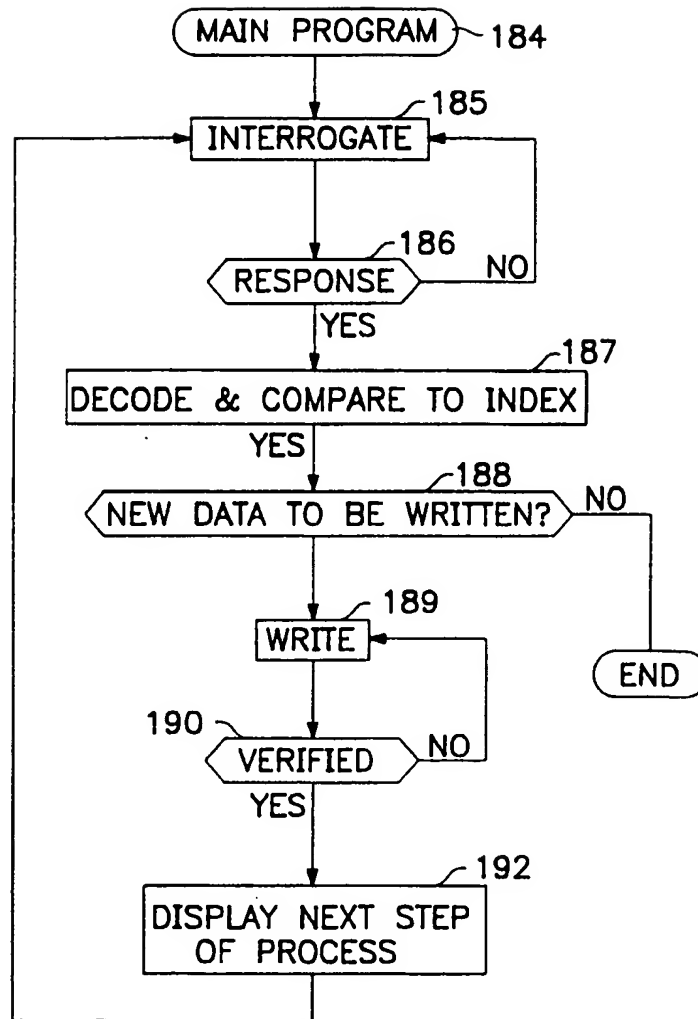 MAIN PROGRAM
184
185
INTERROGATE
186
RESPONSE
NO
YES
187
DECODE & COMPARE TO INDEX
YES
188
NEW DATA TO BE WRITTEN?
NO
189
WRITE
END
190
VERIFIED
NO
YES
192
DISPLAY NEXT STEP
OF PROCESS